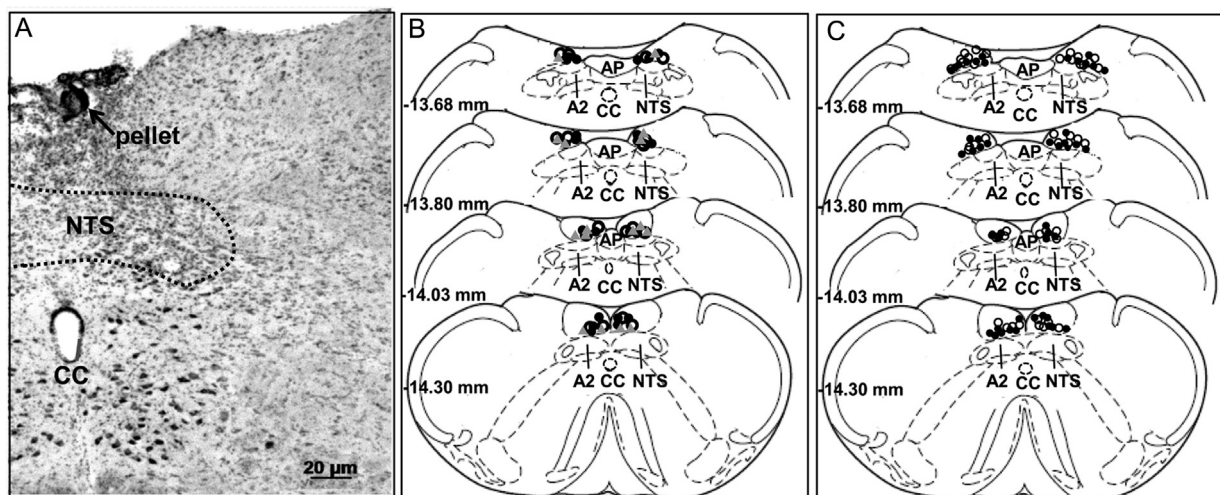 A
pellet
NTS
CC
20 µm
B
AP
A2 CC NTS
-13.68 mm
AP
A2 CC NTS
-13.80 mm
AP
A2 CC NTS
-14.03 mm
A2 CC NTS
-14.30 mm
C
AP
A2 CC NTS
-13.68 mm
AP
A2 CC NTS
-13.80 mm
AP
A2 CC NTS
-14.03 mm
A2 CC NTS
-14.30 mm